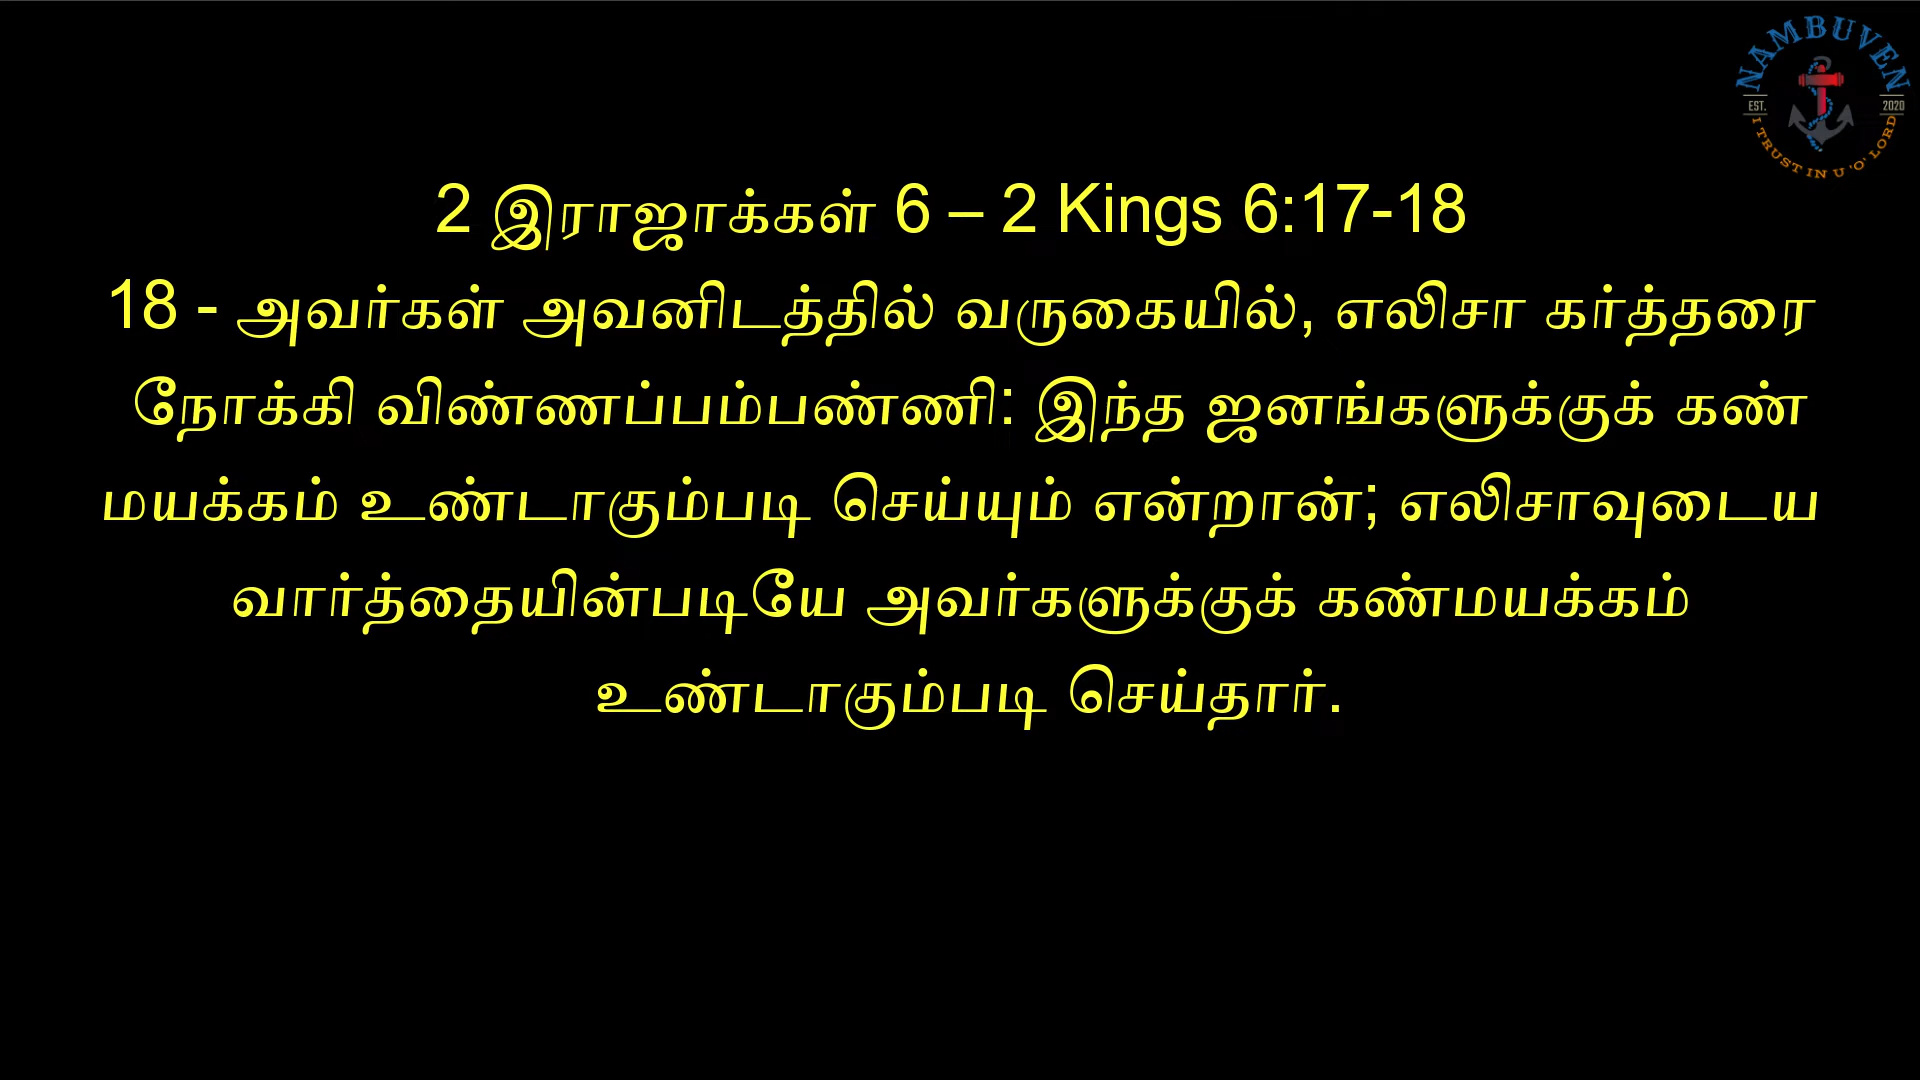 NAMBUVEN
EST. 2020
I TRUST IN U 'O' LORD
2 இராஜாக்கள் 6 – 2 Kings 6:17-18
18 - அவர்கள் அவனிடத்தில் வருகையில், எலிசா கர்த்தரை
நோக்கி விண்ணப்பம்பண்ணி: இந்த ஜனங்களுக்குக் கண்
மயக்கம் உண்டாகும்படி செய்யும் என்றான்; எலிசாவுடைய
வார்த்தையின்படியே அவர்களுக்குக் கண்மயக்கம்
உண்டாகும்படி செய்தார்.